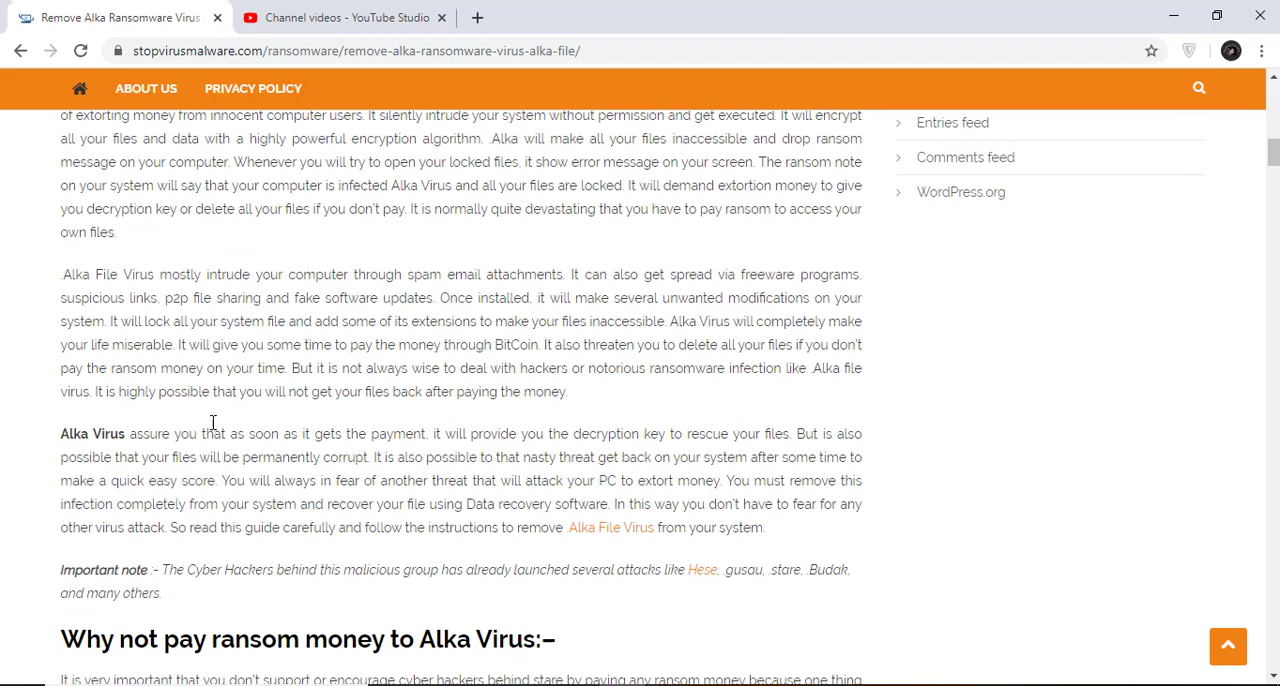 Remove Alka Ransomware Virus
Channel videos - YouTube Studio
stopvirusmalware.com/ransomware/remove-alka-ransomware-virus-alka-file/
ABOUT US PRIVACY POLICY
of extorting money from innocent computer users. It silently intrude your system without permission and get executed. It will encrypt
all your files and data with a highly powerful encryption algorithm. .Alka will make all your files inaccessible and drop ransom
message on your computer. Whenever you will try to open your locked files, it show error message on your screen. The ransom note
on your system will say that your computer is infected Alka Virus and all your files are locked. It will demand extortion money to give
you decryption key or delete all your files if you don't pay. It is normally quite devastating that you have to pay ransom to access your
own files.
.Alka File Virus mostly intrude your computer through spam email attachments. It can also get spread via freeware programs,
suspicious links, p2p file sharing and fake software updates. Once installed, it will make several unwanted modifications on your
system. It will lock all your system file and add some of its extensions to make your files inaccessible. Alka Virus will completely make
your life miserable. It will give you some time to pay the money through BitCoin. It also threaten you to delete all your files if you don't
pay the ransom money on your time. But it is not always wise to deal with hackers or notorious ransomware infection like .Alka file
virus. It is highly possible that you will not get your files back after paying the money.
Alka Virus assure you that as soon as it gets the payment, it will provide you the decryption key to rescue your files. But is also
possible that your files will be permanently corrupt. It is also possible to that nasty threat get back on your system after some time to
make a quick easy score. You will always in fear of another threat that will attack your PC to extort money. You must remove this
infection completely from your system and recover your file using Data recovery software. In this way you don't have to fear for any
other virus attack. So read this guide carefully and follow the instructions to remove .Alka File Virus from your system.
Important note :- The Cyber Hackers behind this malicious group has already launched several attacks like Hese, .gusau, .stare, .Budak,
and many others.
Why not pay ransom money to Alka Virus:–
It is very important that you don't support or encourage cyber hackers behind stare by paying any ransom money because one thing
Entries feed
Comments feed
WordPress.org